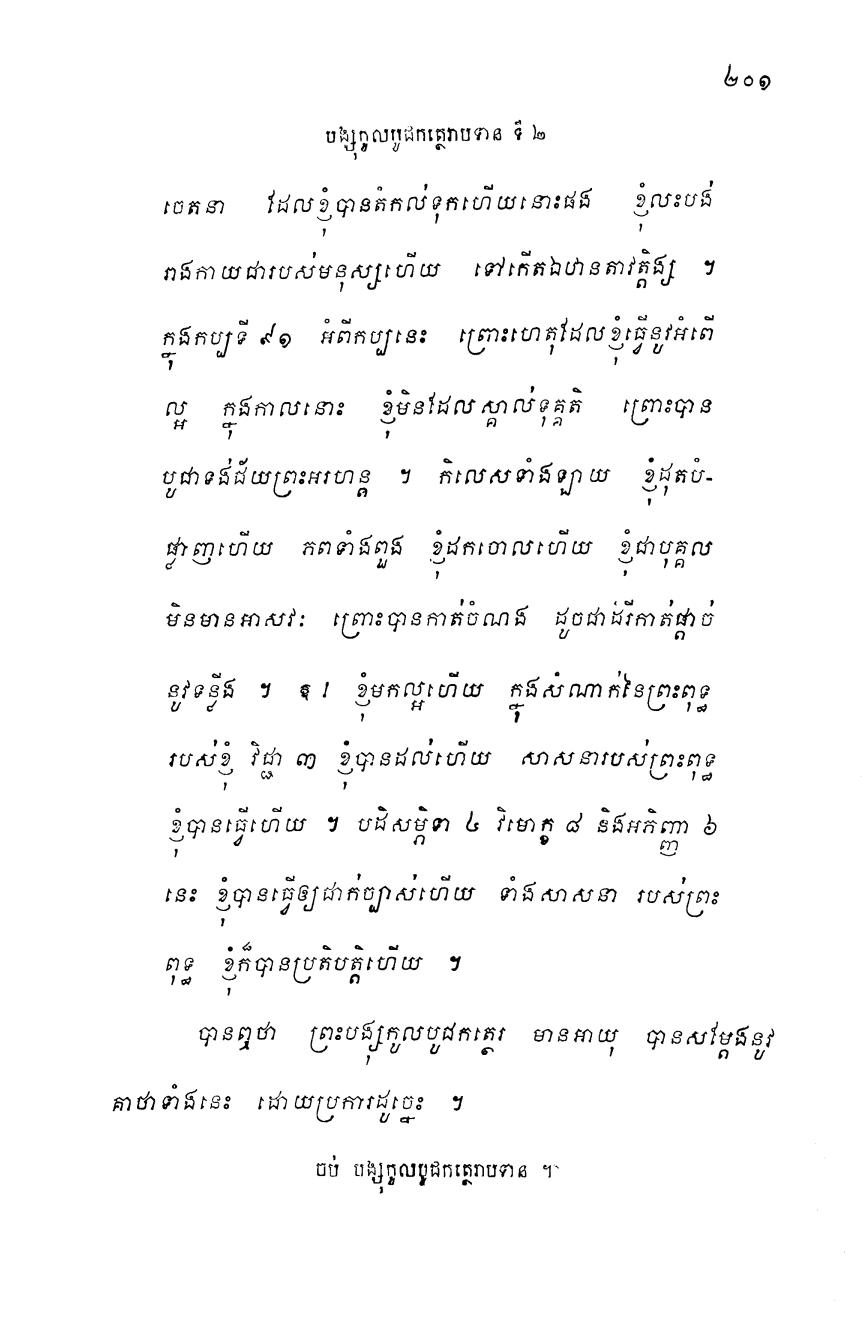 ២០១
បង្សុកូលបូជកត្ថេរាបទាន ទី ២
ចេតនា ដែលខ្ញុំបានតំកល់ទុកហើយនោះផង ខ្ញុំលះបង់
រាងកាយជារបស់មនុស្សហើយ ទៅកើតឯឋានតាវត្តិង្ស ។
ក្នុងកប្បទី ៩១ អំពីកប្បនេះ ព្រោះហេតុដែលខ្ញុំធ្វើនូវអំពើ
ល្អ ក្នុងកាលនោះ ខ្ញុំមិនដែលស្គាល់ទុគ្គតិ ព្រោះបាន
បូជាទង់ជ័យព្រះអរហន្ត ។ កិលេសទាំងឡាយ ខ្ញុំដុតបំ-
ផ្លាញហើយ ភពទាំងពួង ខ្ញុំដកចោលហើយ ខ្ញុំជាបុគ្គល
មិនមានអាសវៈ ព្រោះបានកាត់ចំណង ដូចជាដំរីកាត់ផ្តាច់
នូវទន្លីង ។ ឱ ! ខ្ញុំមកល្អហើយ ក្នុងសំណាក់នៃព្រះពុទ្ធ
របស់ខ្ញុំ វិជ្ជា ៣ ខ្ញុំបានដល់ហើយ សាសនារបស់ព្រះពុទ្ធ
ខ្ញុំបានធ្វើហើយ ។ បដិសម្ភិទា ៤ វិមោក្ខ ៨ និងអភិញ្ញា ៦
នេះ ខ្ញុំបានធ្វើឲ្យជាក់ច្បាស់ហើយ ទាំងសាសនា របស់ព្រះ
ពុទ្ធ ខ្ញុំក៏បានប្រតិបត្តិហើយ ។
បានឮថា ព្រះបង្សុកូលបូជកត្ថេរ មានអាយុ បានសម្តែងនូវ
គាថាទាំងនេះ ដោយប្រការដូច្នេះ ។
ចប់ បង្សុកូលបូជកត្ថេរាបទាន ។